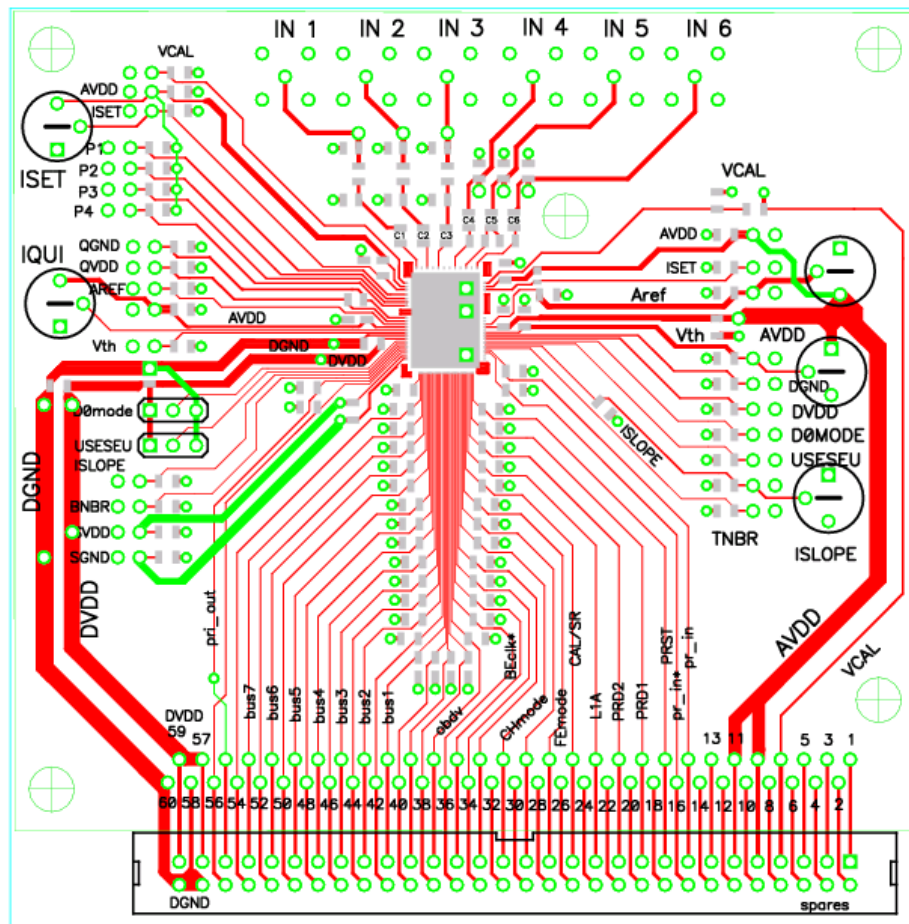 IN 1 IN 2 IN 3 IN 4 IN 5 IN 6
VCAL
AVDD
ISET
P1
P2
P3
P4
ISET
C1 C2 C3 C4 C5 C6
VCAL
IQUI
QGND
QVDD
AREF
AVDD
Vth
DGND
DVDD
AVDD
ISET
Aref
Vth
AVDD
DGND
DVDD
D0MODE
USESEU
TNBR
ISLOPE
D0mode
USESEU
ISLOPE
BNBR
SGND
ISLOPE
DGND
DVDD
pri_out
bus7
bus6
bus5
bus4
bus3
bus2
bus1
obdv
BEclk+
CHmode
FEmode
CAL/SR
L1A
PRD2
PRD1
PRST
pr_in+
pr_in
AVDD
VCAL
DVDD
59 57 13 11 5 3 1
60 58 56 54 52 50 48 46 44 42 40 38 36 34 32 30 28 26 24 22 20 18 16 14 12 10 8 6 4 2
DGND
spares